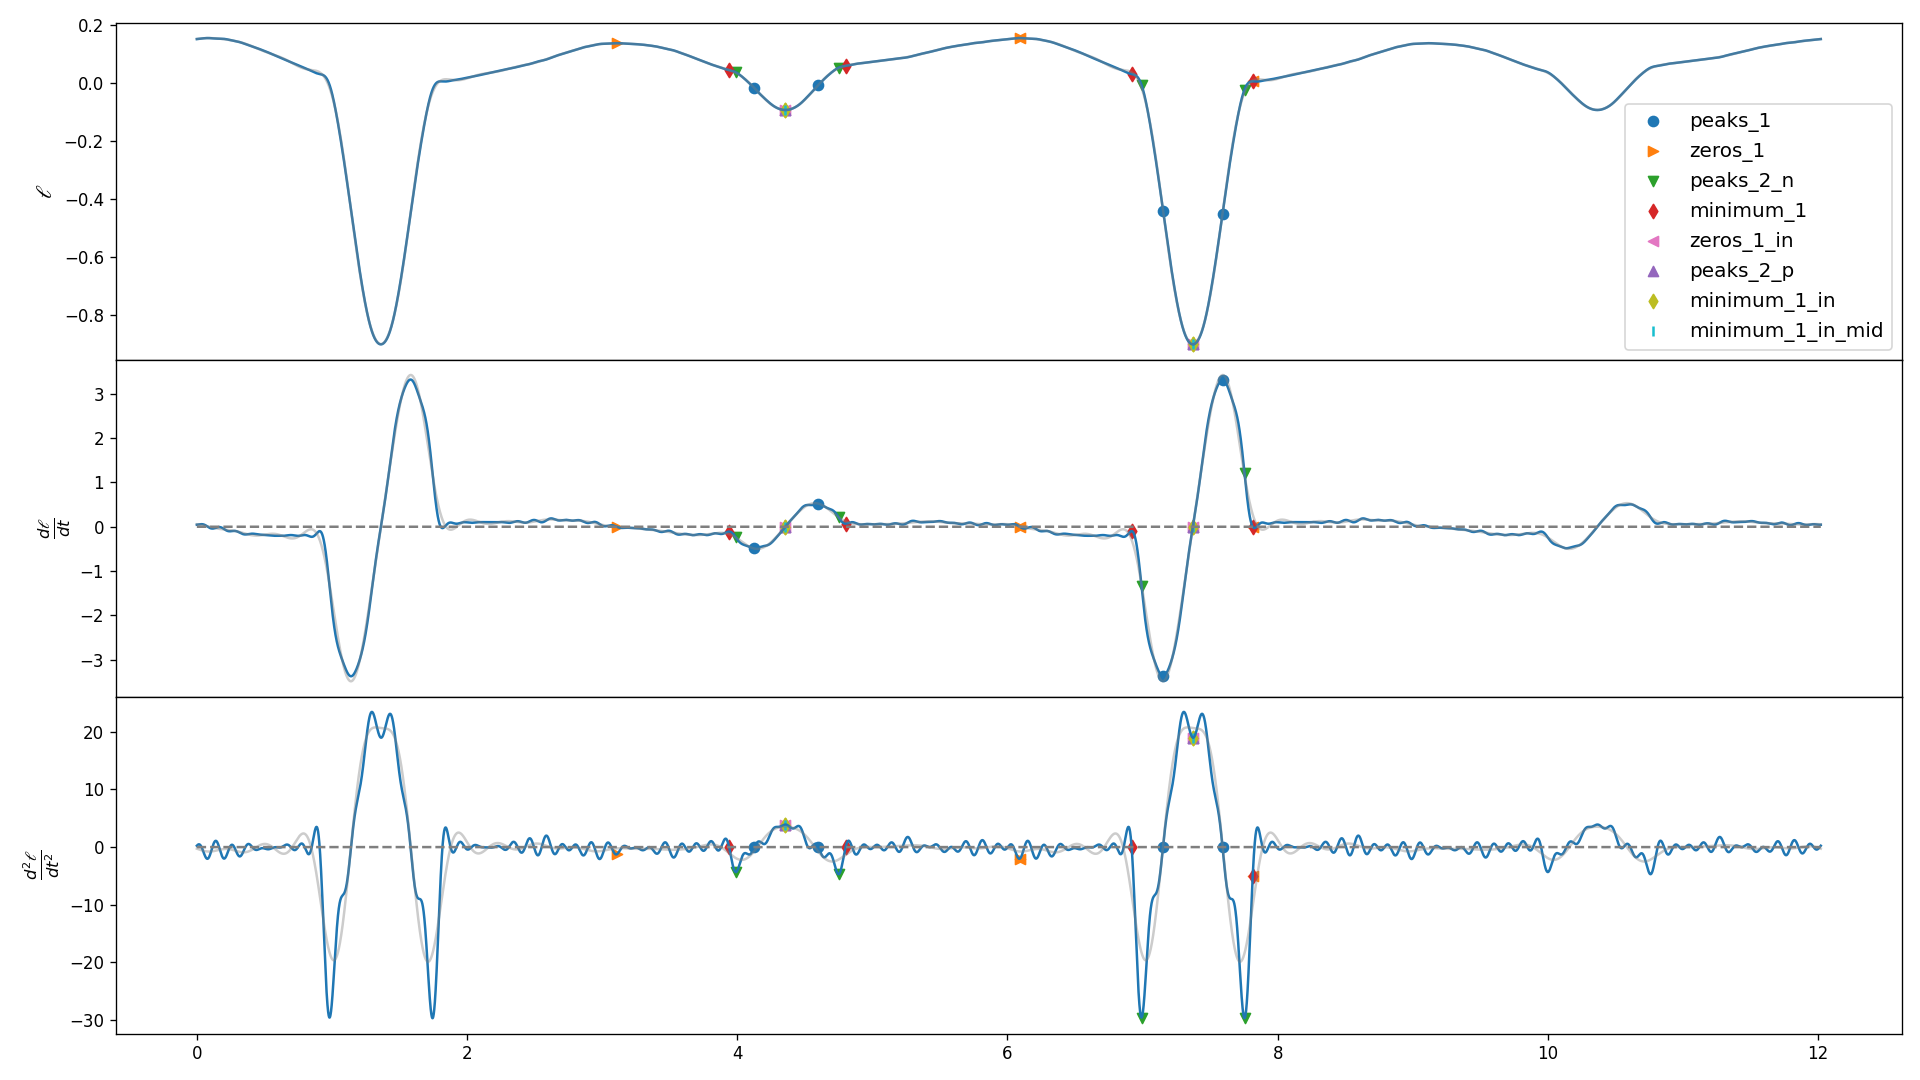 0.2
0.0
−0.2
−0.4
−0.6
−0.8
ℓ
peaks_1
zeros_1
peaks_2_n
minimum_1
zeros_1_in
peaks_2_p
minimum_1_in
minimum_1_in_mid
3
2
1
0
−1
−2
−3
dℓ
dt
20
10
0
−10
−20
−30
d²ℓ
dt²
0 2 4 6 8 10 12